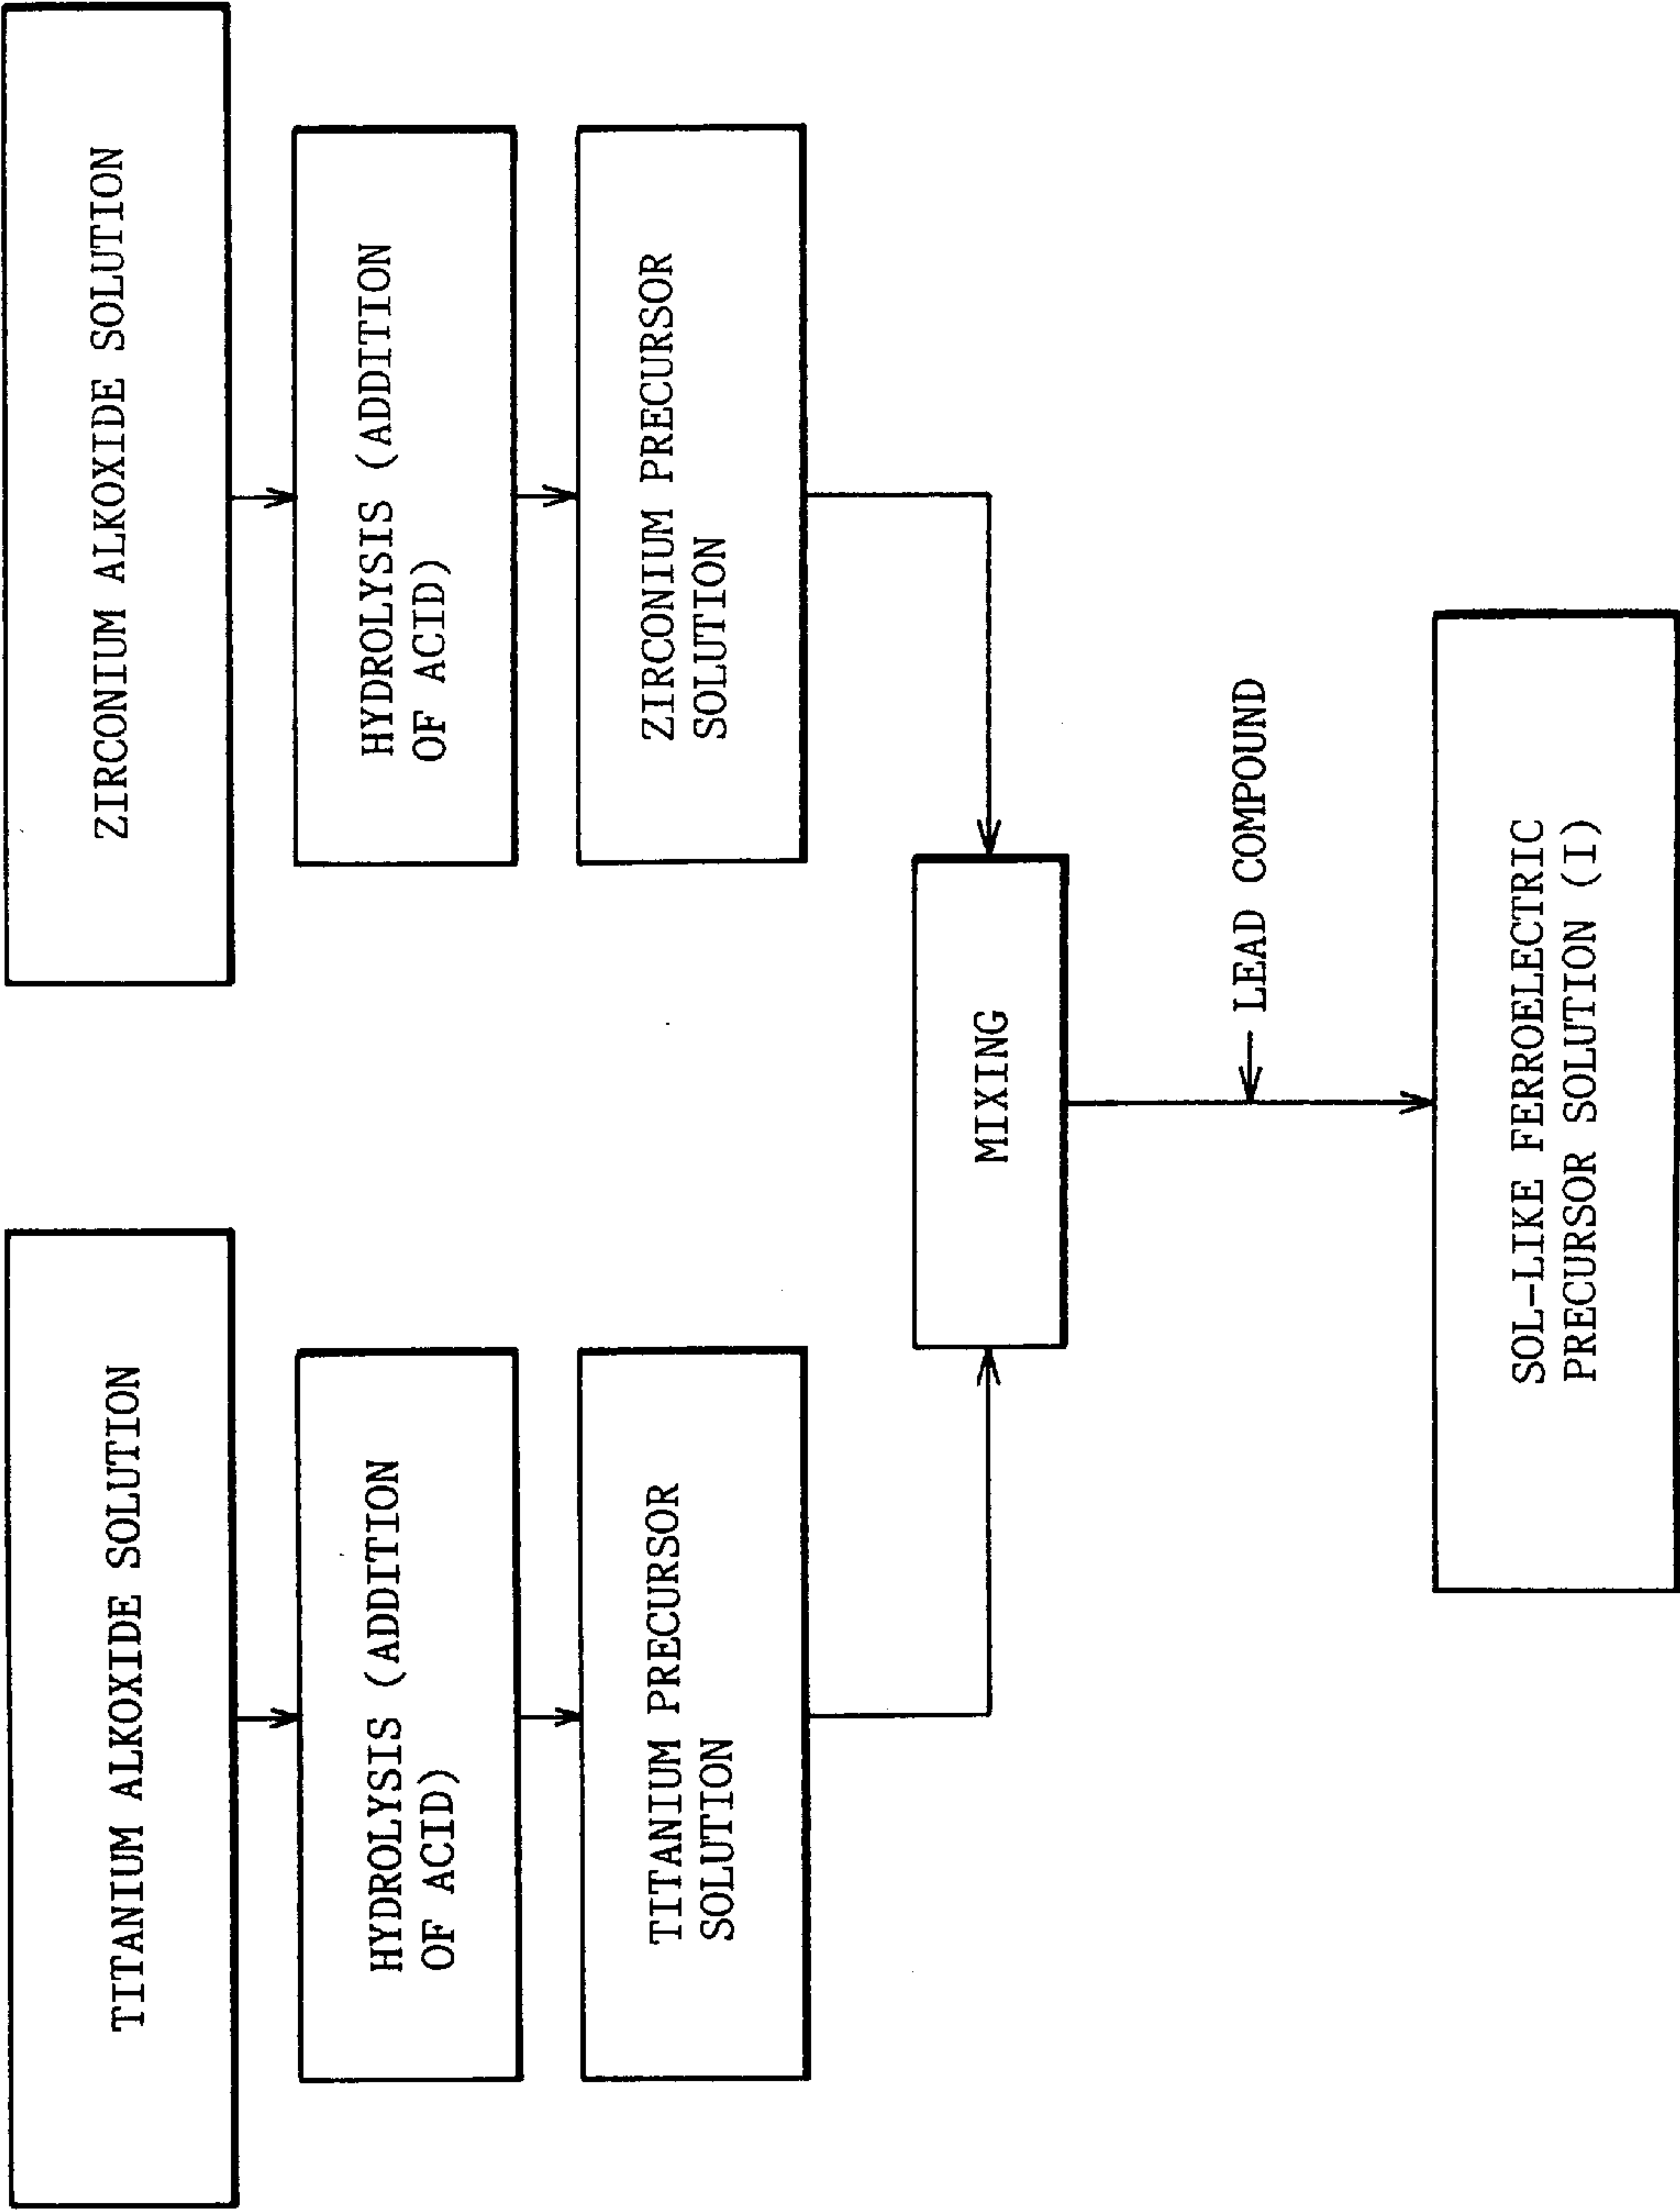 TITANIUM ALKOXIDE SOLUTION
HYDROLYSIS (ADDITION
OF ACID)
TITANIUM PRECURSOR
SOLUTION
ZIRCONIUM ALKOXIDE SOLUTION
HYDROLYSIS (ADDITION
OF ACID)
ZIRCONIUM PRECURSOR
SOLUTION
MIXING
LEAD COMPOUND
SOL-LIKE FERROELECTRIC
PRECURSOR SOLUTION (I)